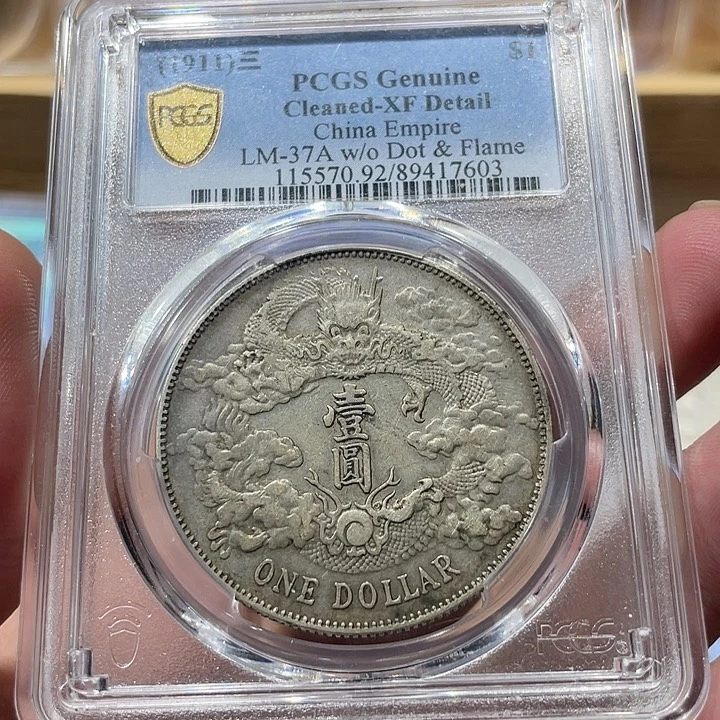 (1911)三 $1
PCGS Genuine
Cleaned-XF Detail
China Empire
LM-37A w/o Dot & Flame
115570.92/89417603
PCGS
壹
圓
ONE DOLLAR
PCGS